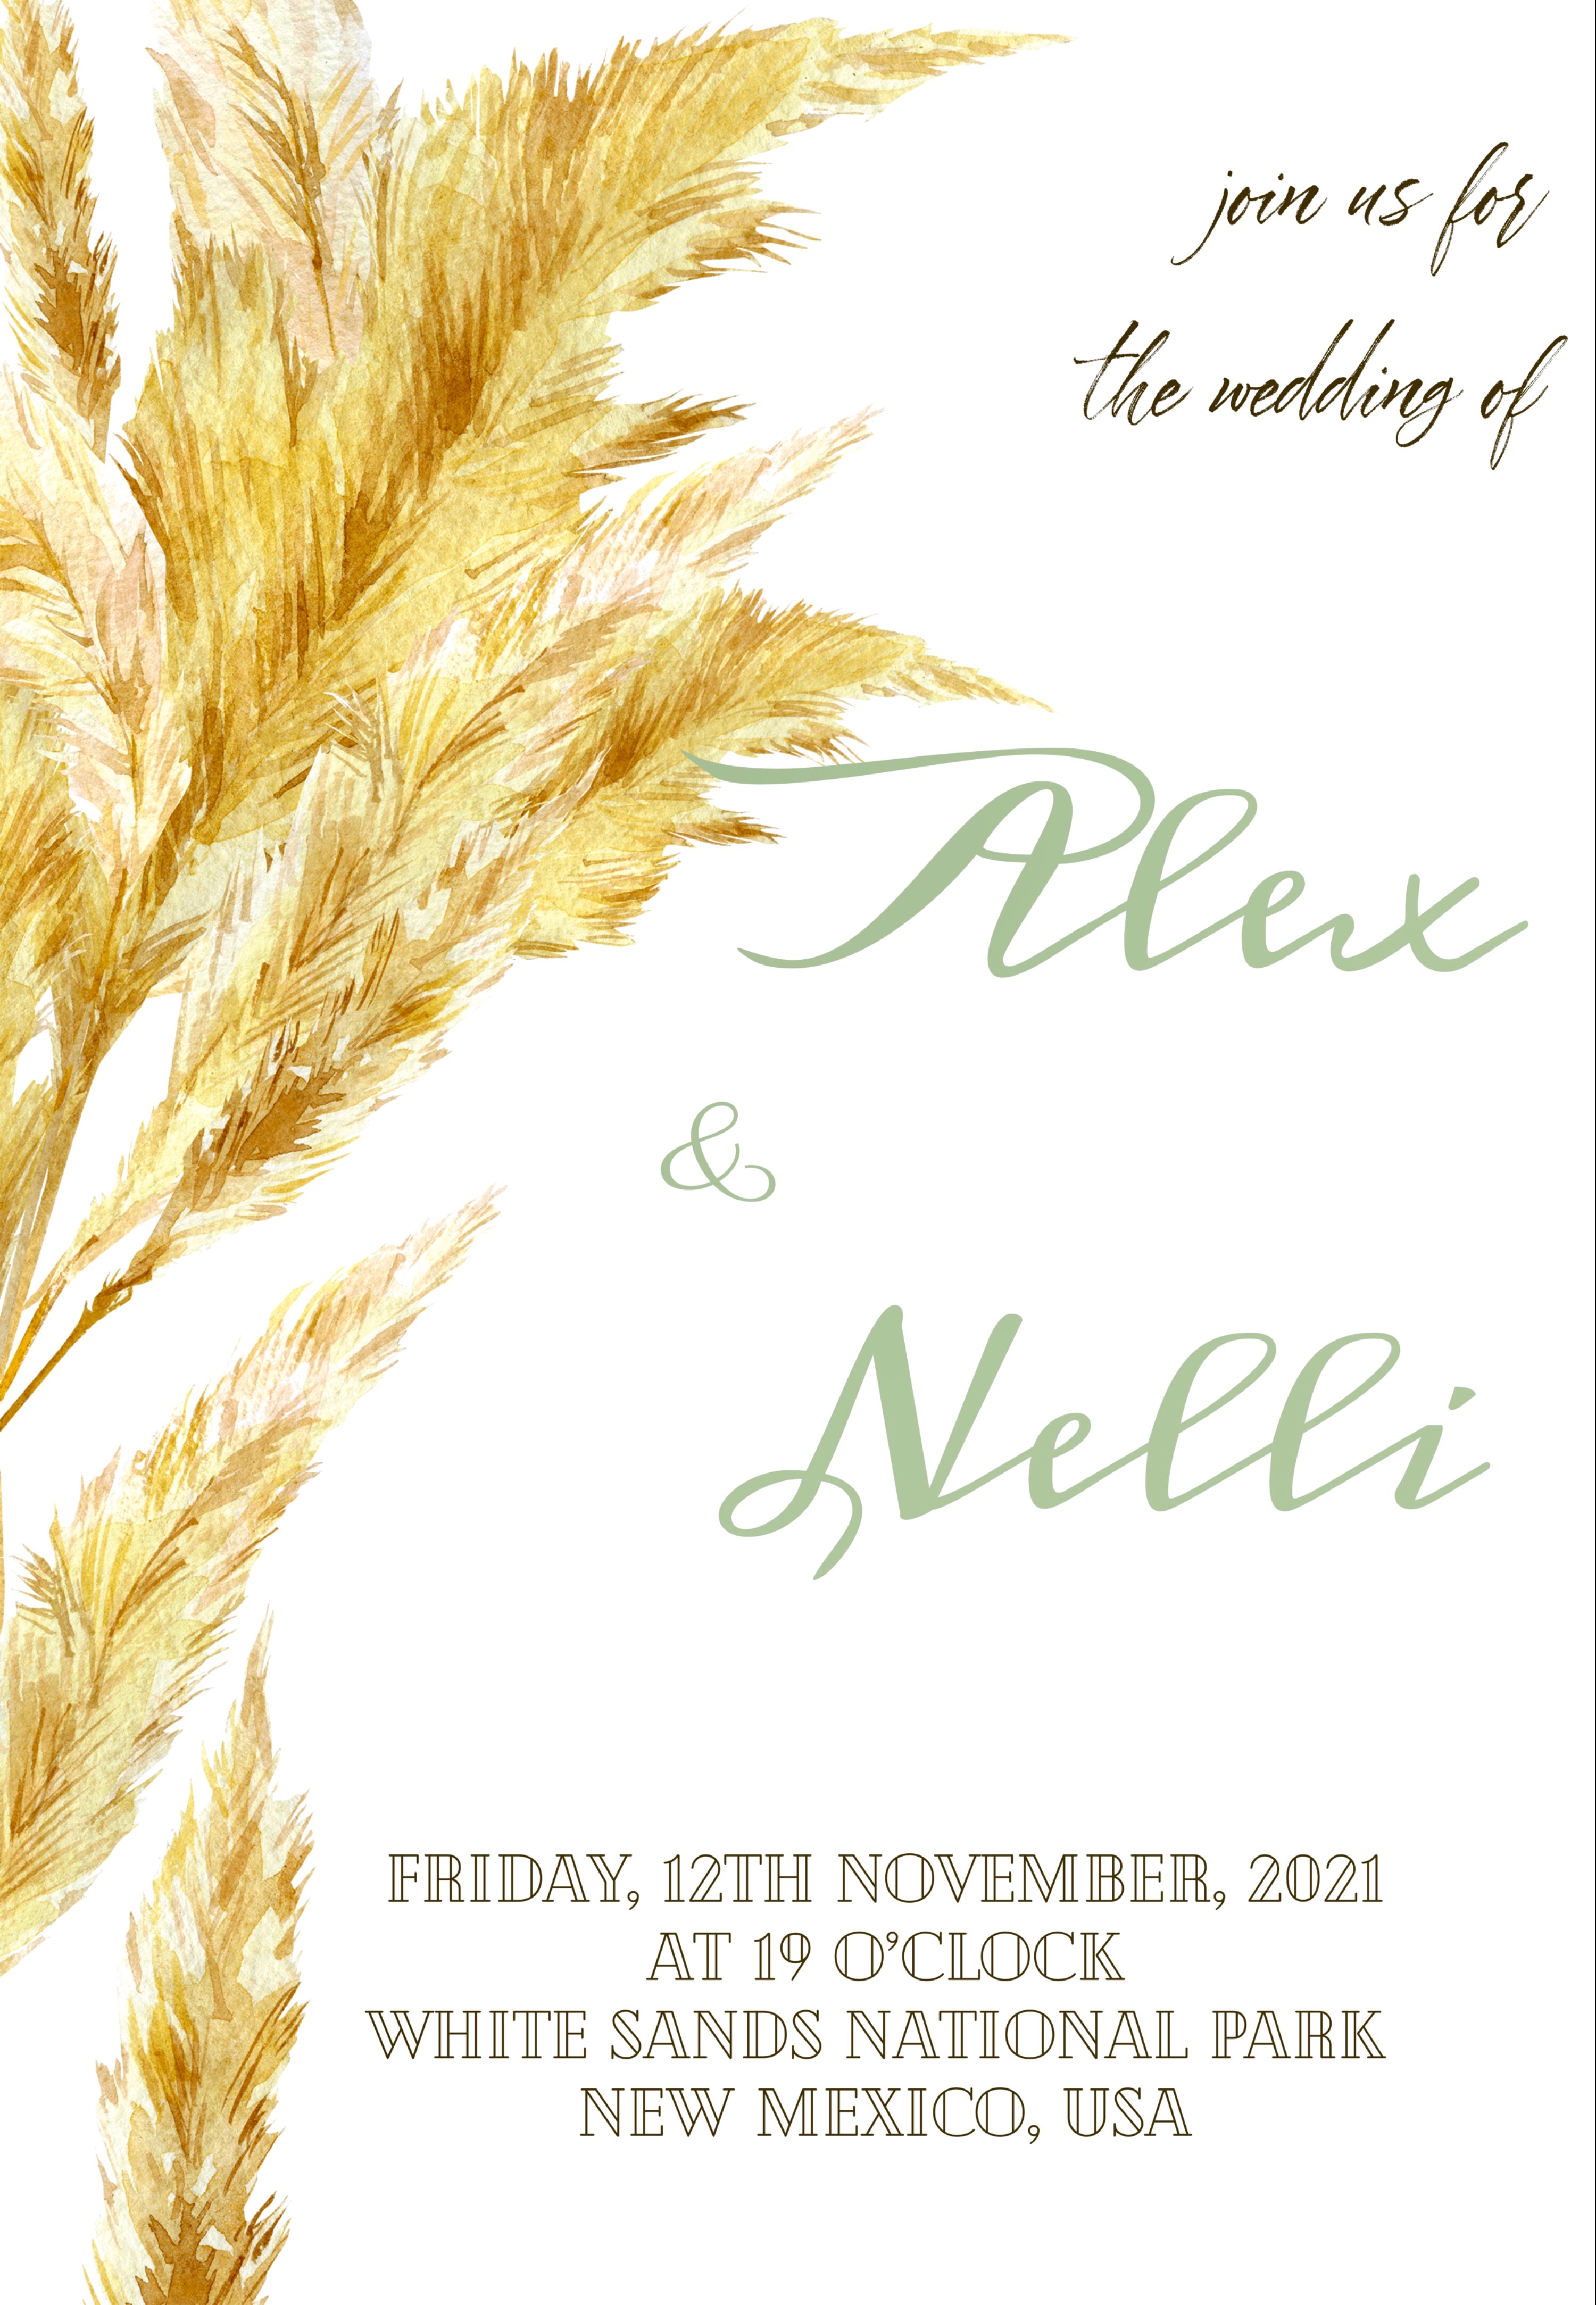 join us for
the wedding of
Alex
&
Nelli
FRIDAY, 12TH NOVEMBER, 2021
AT 19 O'CLOCK
WHITE SANDS NATIONAL PARK
NEW MEXICO, USA